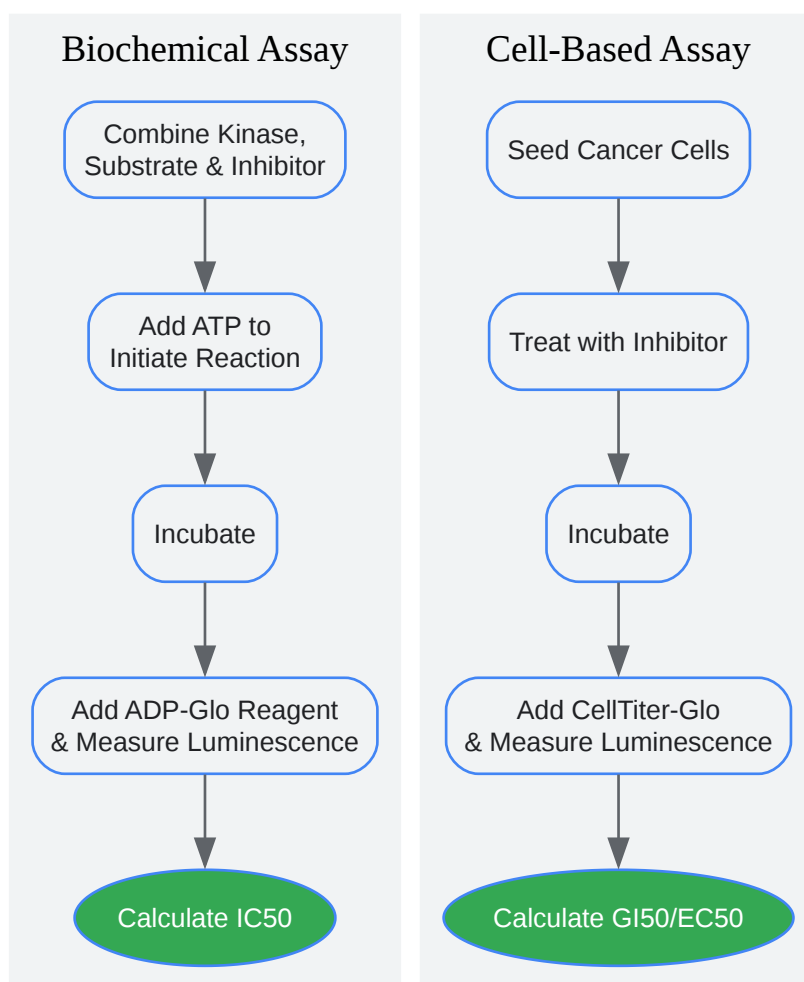 Biochemical Assay
Combine Kinase,
Substrate & Inhibitor
Add ATP to
Initiate Reaction
Incubate
Add ADP-Glo Reagent
& Measure Luminescence
Calculate IC50
Cell-Based Assay
Seed Cancer Cells
Treat with Inhibitor
Incubate
Add CellTiter-Glo
& Measure Luminescence
Calculate GI50/EC50